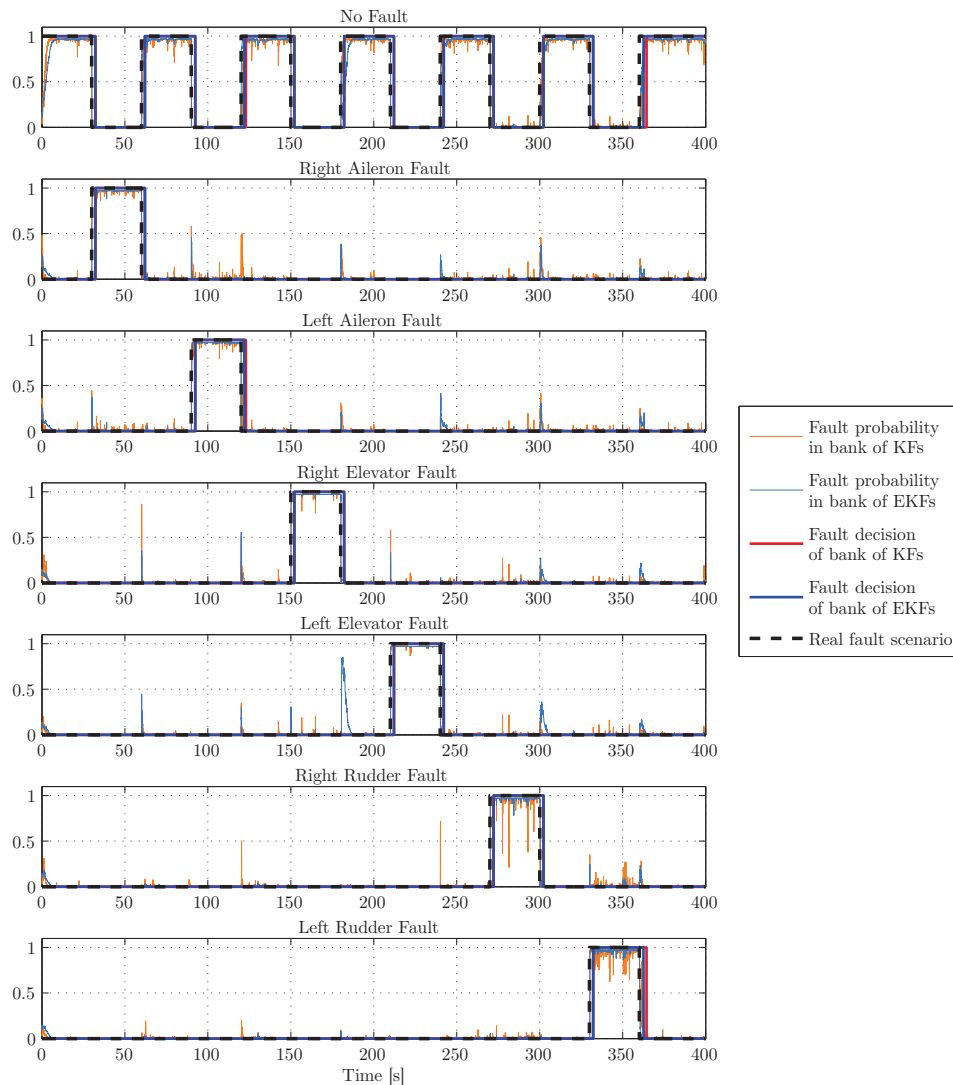 No Fault
1
0.5
0
0 50 100 150 200 250 300 350 400
Right Aileron Fault
1
0.5
0
0 50 100 150 200 250 300 350 400
Left Aileron Fault
1
0.5
0
0 50 100 150 200 250 300 350 400
Right Elevator Fault
1
0.5
0
0 50 100 150 200 250 300 350 400
Left Elevator Fault
1
0.5
0
0 50 100 150 200 250 300 350 400
Right Rudder Fault
1
0.5
0
0 50 100 150 200 250 300 350 400
Left Rudder Fault
1
0.5
0
0 50 100 150 200 250 300 350 400
Time [s]
Fault probability
in bank of KFs
Fault probability
in bank of EKFs
Fault decision
of bank of KFs
Fault decision
of bank of EKFs
Real fault scenario